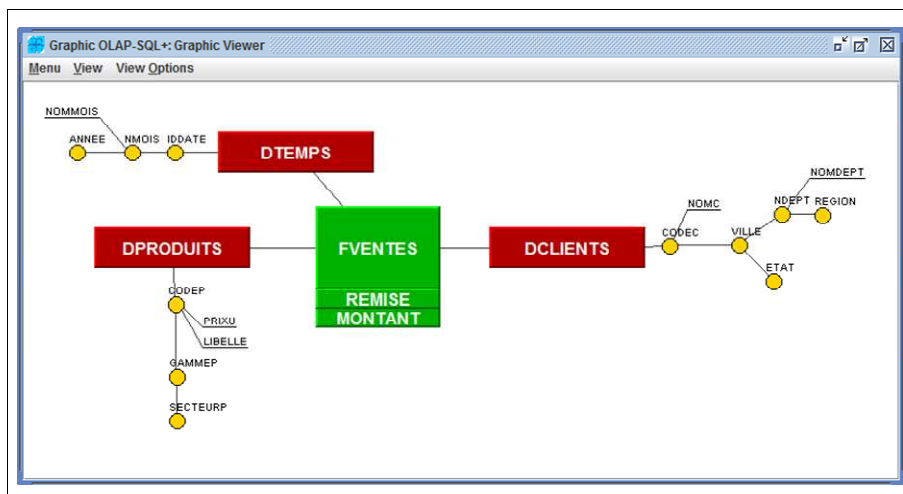 Graphic OLAP-SQL+: Graphic Viewer
Menu View View Options
NOMMOIS
ANNEE NMOIS IDDATE
DTEMPS
NOMDEPT
NOMC
NDEPT REGION
DPRODUITS
FVENTES
DCLIENTS
CODEC
VILLE
ETAT
CODEP
REMISE
MONTANT
PRIXU
LIBELLE
GAMMEP
SECTEURP